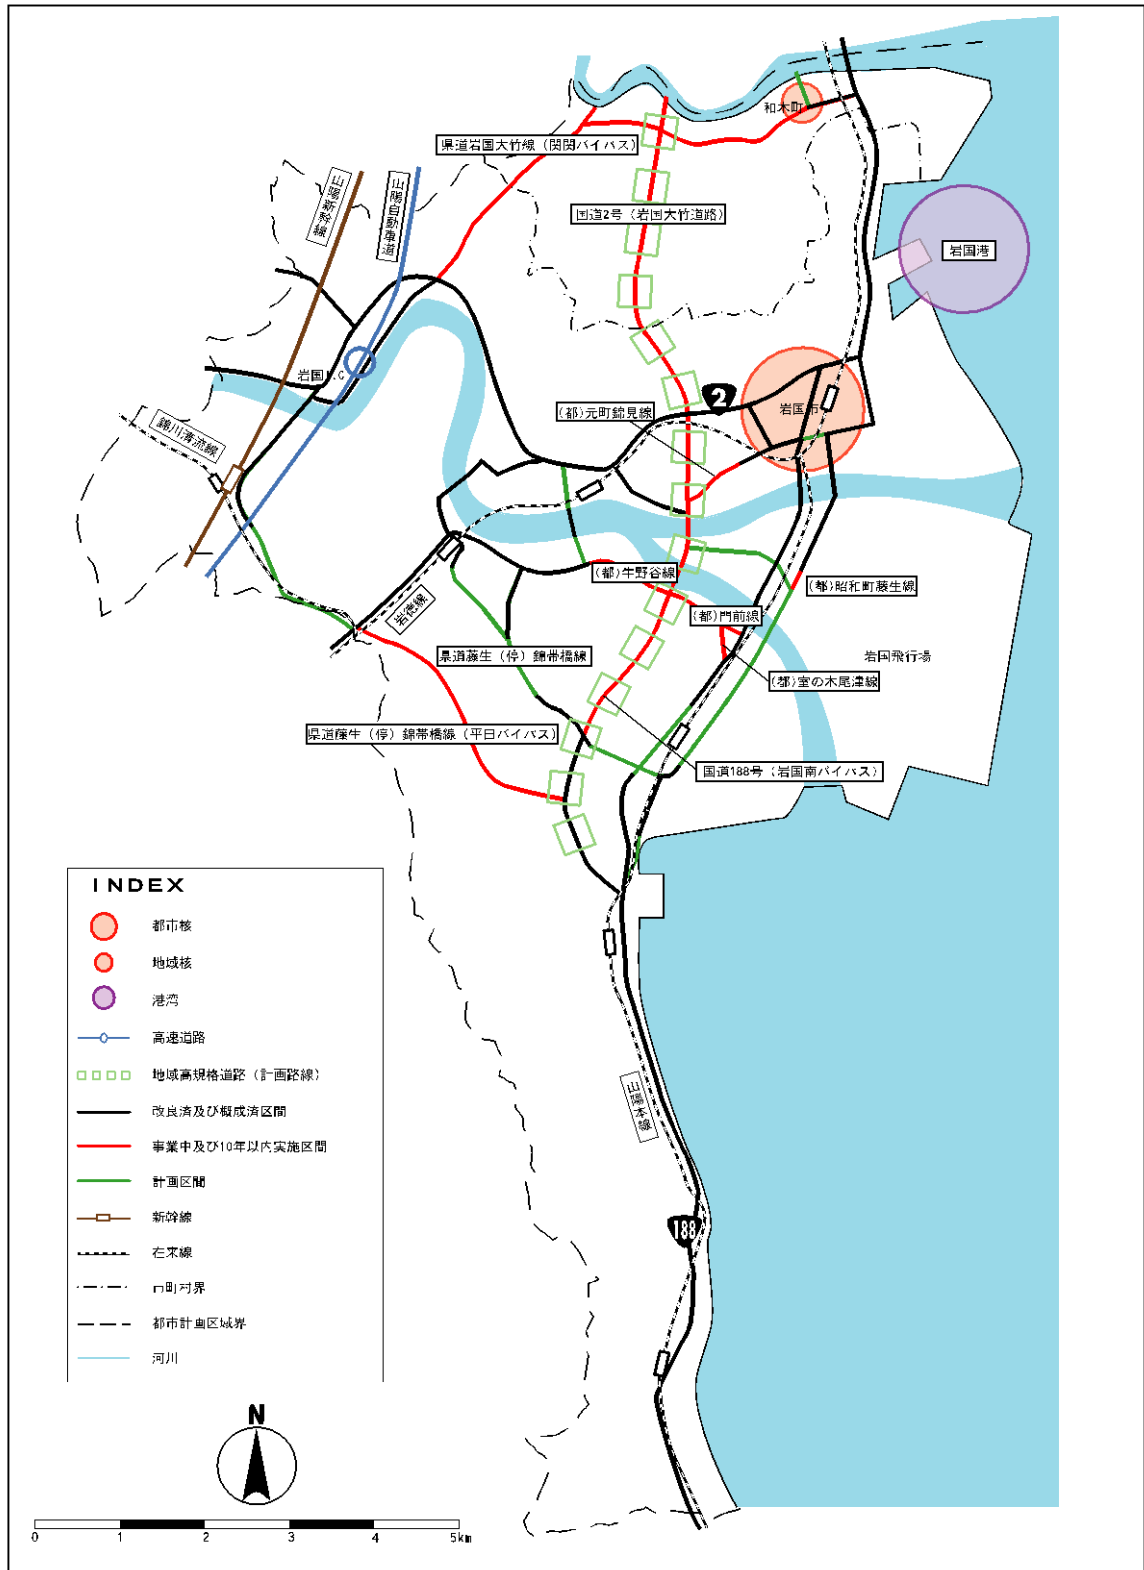 和木町
県道岩国大竹線（関関バイパス）
山陽新幹線
山陽自動車道
国道2号（岩国大竹道路）
岩国港
岩国I.C
2
岩国市
(都)元町錦見線
錦川清流線
(都)牛野谷線
(都)昭和町藤生線
岩徳線
(都)門前線
県道藤生（停）錦帯橋線
岩国飛行場
(都)室の木尾津線
県道藤生（停）錦帯橋線（平田バイパス）
国道188号（岩国南バイパス）
INDEX
都市核
地域核
港湾
高速道路
地域高規格道路（計画路線）
改良済及び概成済区間
事業中及び10年以内実施区間
計画区間
新幹線
在来線
市町村界
都市計画区域界
河川
山陽本線
188
N
0 1 2 3 4 5km